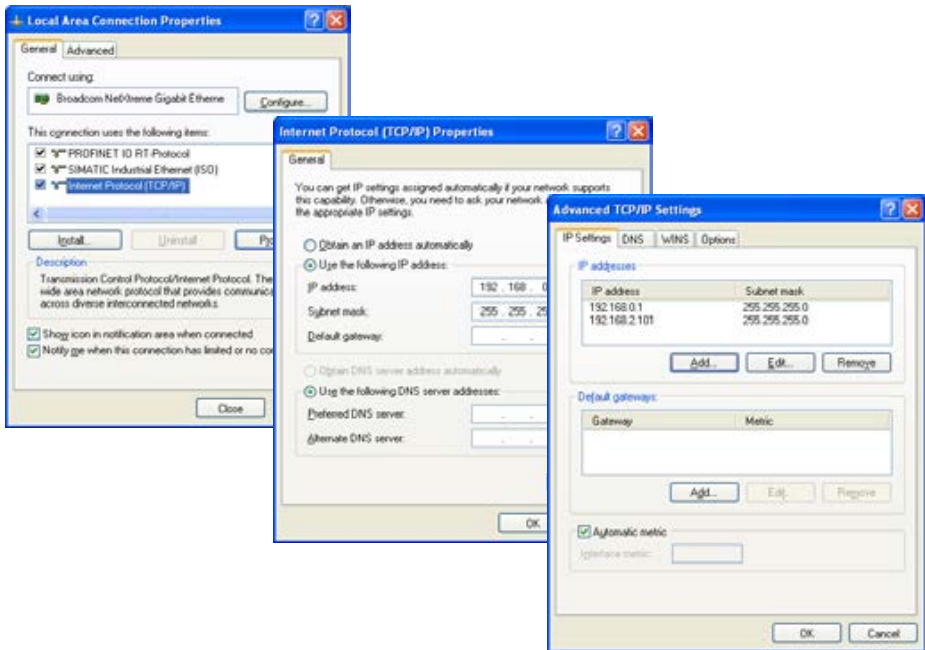 Local Area Connection Properties
General Advanced
Connect using:
Broadcom NetXtreme Gigabit Etherne
Configure...
This connection uses the following items:
PROFINET IO RT-Protocol
SIMATIC Industrial Ethernet (ISO)
Internet Protocol (TCP/IP)
Install... Uninstall
Description
Transmission Control Protocol/Internet Protocol. The
wide area network protocol that provides communica
across diverse interconnected networks.
Show icon in notification area when connected
Notify me when this connection has limited or no co
Close
Internet Protocol (TCP/IP) Properties
General
You can get IP settings assigned automatically if your network supports
this capability. Otherwise, you need to ask your network
the appropriate IP settings.
Obtain an IP address automatically
Use the following IP address:
IP address: 192 . 168 . 0
Subnet mask: 255 . 255 . 25
Default gateway: . .
Obtain DNS server address automatically
Use the following DNS server addresses:
Preferred DNS server: . .
Alternate DNS server: . .
OK
Advanced TCP/IP Settings
IP Settings DNS WINS Options
IP addresses
IP address Subnet mask
192.168.0.1 255.255.255.0
192.168.2.101 255.255.255.0
Add... Edit... Remove
Default gateways:
Gateway Metric
Add... Edit... Remove
Automatic metric
Interface metric:
OK Cancel